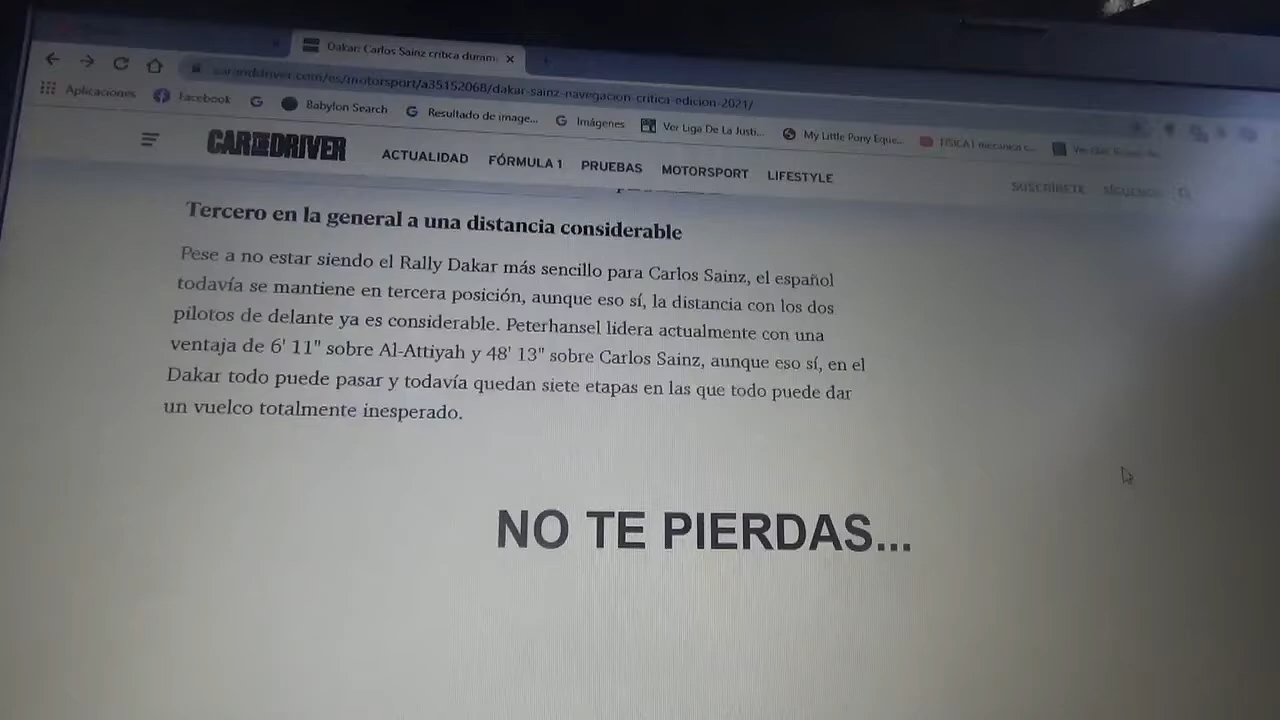 Dakar: Carlos Sainz critica duram
caranddriver.com/es/motorsport/a35152068/dakar-sainz-navegacion-critica-edicion-2021/
Aplicaciones Facebook Babylon Search Resultado de image... Imágenes Ver Liga De La Justi... My Little Pony Eque... FISICA I mecanica c...
CAR AND DRIVER ACTUALIDAD FÓRMULA 1 PRUEBAS MOTORSPORT LIFESTYLE SUSCRÍBETE SÍGUENOS
Tercero en la general a una distancia considerable
Pese a no estar siendo el Rally Dakar más sencillo para Carlos Sainz, el español
todavía se mantiene en tercera posición, aunque eso sí, la distancia con los dos
pilotos de delante ya es considerable. Peterhansel lidera actualmente con una
ventaja de 6' 11" sobre Al-Attiyah y 48' 13" sobre Carlos Sainz, aunque eso sí, en el
Dakar todo puede pasar y todavía quedan siete etapas en las que todo puede dar
un vuelco totalmente inesperado.
NO TE PIERDAS...